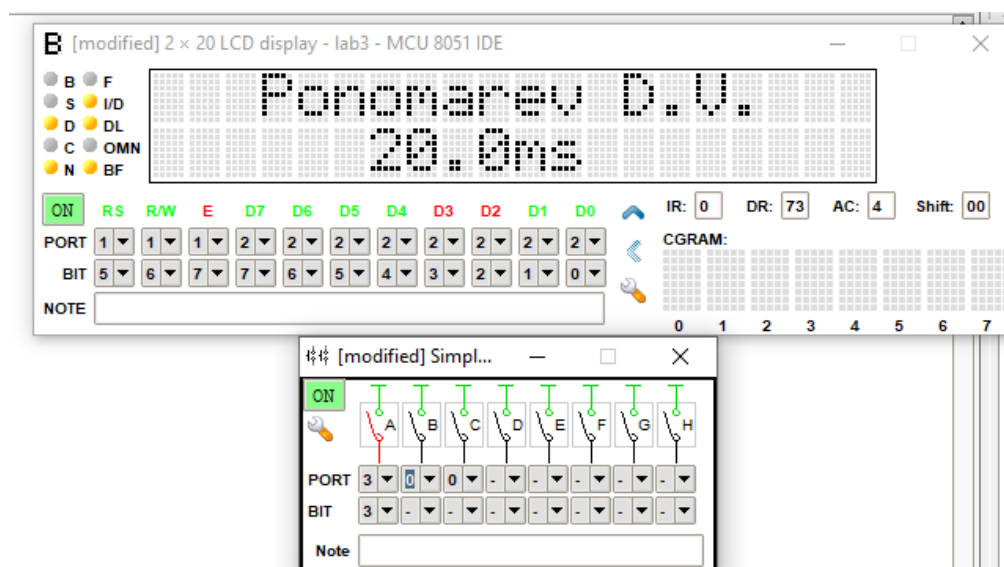 [modified] 2 × 20 LCD display - lab3 - MCU 8051 IDE
B F
S I/D
D DL
C OMN
N BF
Ponomarev D.V.
20.0ms
ON RS R/W E D7 D6 D5 D4 D3 D2 D1 D0
IR: 0 DR: 73 AC: 4 Shift: 00
PORT 1 1 1 2 2 2 2 2 2 2 2
CGRAM:
BIT 5 6 7 7 6 5 4 3 2 1 0
NOTE
0 1 2 3 4 5 6 7
[modified] Simpl...
ON
A B C D E F G H
PORT 3 0 0 - - - - -
BIT 3 - - - - - - -
Note